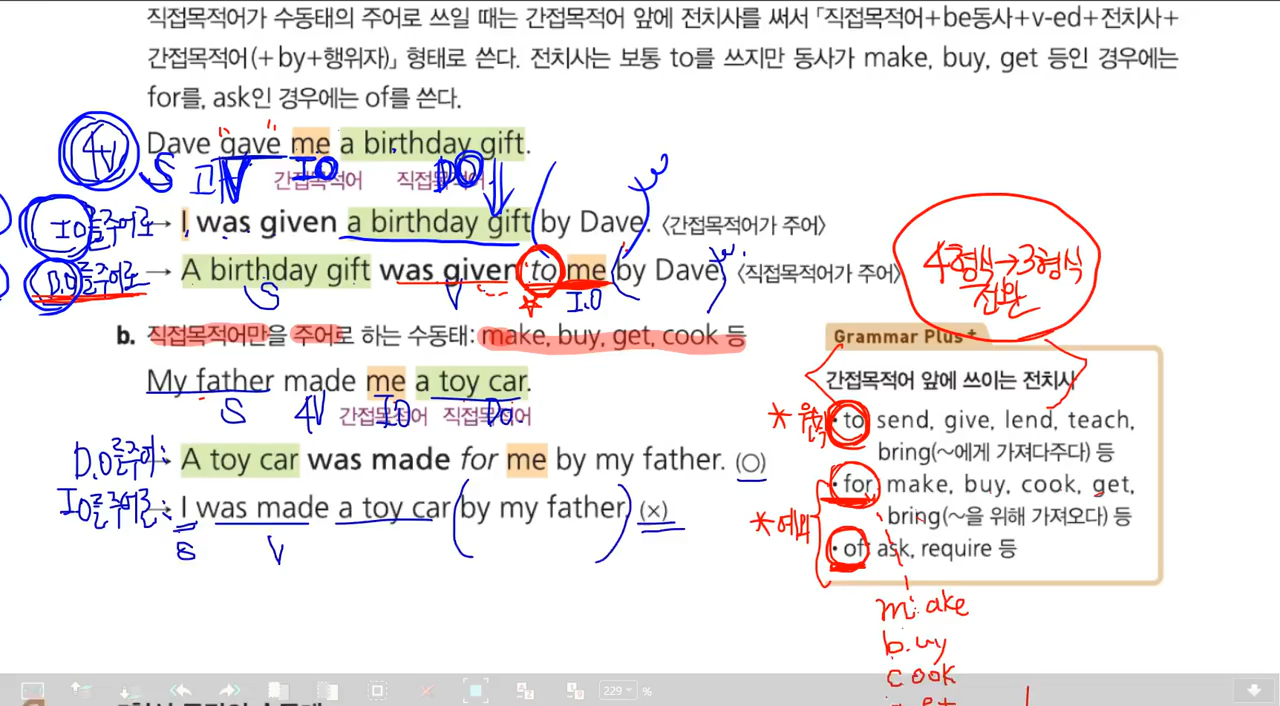 직접목적어가 수동태의 주어로 쓰일 때는 간접목적어 앞에 전치사를 써서 「직접목적어+be동사+v-ed+전치사+
간접목적어(+by+행위자)」 형태로 쓴다. 전치사는 보통 to를 쓰지만 동사가 make, buy, get 등인 경우에는
for를, ask인 경우에는 of를 쓴다.
4V Dave "gave" me a birthday gift.
S V IO DO
간접목적어 직접목적어
IO를 주어로 → I was given a birthday gift by Dave. 〈간접목적어가 주어〉
D.O를 주어로 → A birthday gift was given to me by Dave. 〈직접목적어가 주어〉
S V I.O
4형식→3형식
전환
b. 직접목적어만을 주어로 하는 수동태: make, buy, get, cook 등
My father made me a toy car.
S 4V IO DO
간접목적어 직접목적어
D.O를 주어: → A toy car was made for me by my father. (○)
IO를 주어로: → I was made a toy car by my father. (×)
S V
Grammar Plus+
간접목적어 앞에 쓰이는 전치사
· to send, give, lend, teach,
bring(~에게 가져다주다) 등
· for make, buy, cook, get,
bring(~을 위해 가져오다) 등
*예외
· of ask, require 등
make
buy
cook
229 %